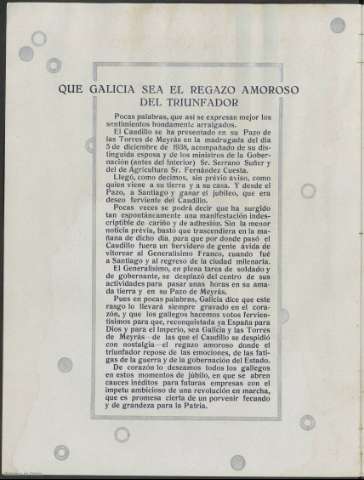 QUE GALICIA SEA EL REGAZO AMOROSO
DEL TRIUNFADOR
Pocas palabras, que así se expresan mejor los
sentimientos hondamente arraigados.
El Caudillo se ha presentado en su Pazo de
las Torres de Meyrás en la madrugada del día
5 de diciembre de 1938, acompañado de su dis-
tinguida esposa y de los ministros de la Gober-
nación (antes del Interior) Sr. Serrano Suñer y
del de Agricultura Sr. Fernández Cuesta.
Llegó, como decimos, sin previo aviso, como
quien viene a su tierra y a su casa. Y desde el
Pazo, a Santiago y ganar el jubileo, que era
deseo ferviente del Caudillo.
Pocas veces se podrá decir que ha surgido
tan espontáneamente una manifestación indes-
criptible de cariño y de adhesión. Sin la menor
noticia previa, bastó que trascendiera en la ma-
ñana de dicho día, para que por donde pasó el
Caudillo fuera un hervidero de gente ávida de
vitorear al Generalísimo Franco, cuando fué
a Santiago y al regreso de la ciudad milenaria.
El Generalísimo, en plena tarea de soldado y
de gobernante, se desplazó del centro de sus
actividades para pasar unas horas en su ama-
da tierra y en su Pazo de Meyrás.
Pues en pocas palabras, Galicia dice que este
rasgo lo llevará siempre gravado en el cora-
zón, y que los gallegos hacemos votos fervien-
tísimos para que, reconquistada ya España para
Dios y para el Imperio, sea Galicia y las Torres
de Meyrás —de las que el Caudillo se despidió
con nostalgia— el regazo amoroso donde el
triunfador repose de las emociones, de las fati-
gas de la guerra y de la gobernación del Estado.
De corazón lo deseamos todos los gallegos
en estos momentos de júbilo, en que se abren
cauces inéditos para futuras empresas con el
ímpetu ambicioso de una revolución en marcha,
que es promesa cierta de un porvenir fecundo
y de grandeza para la Patria.